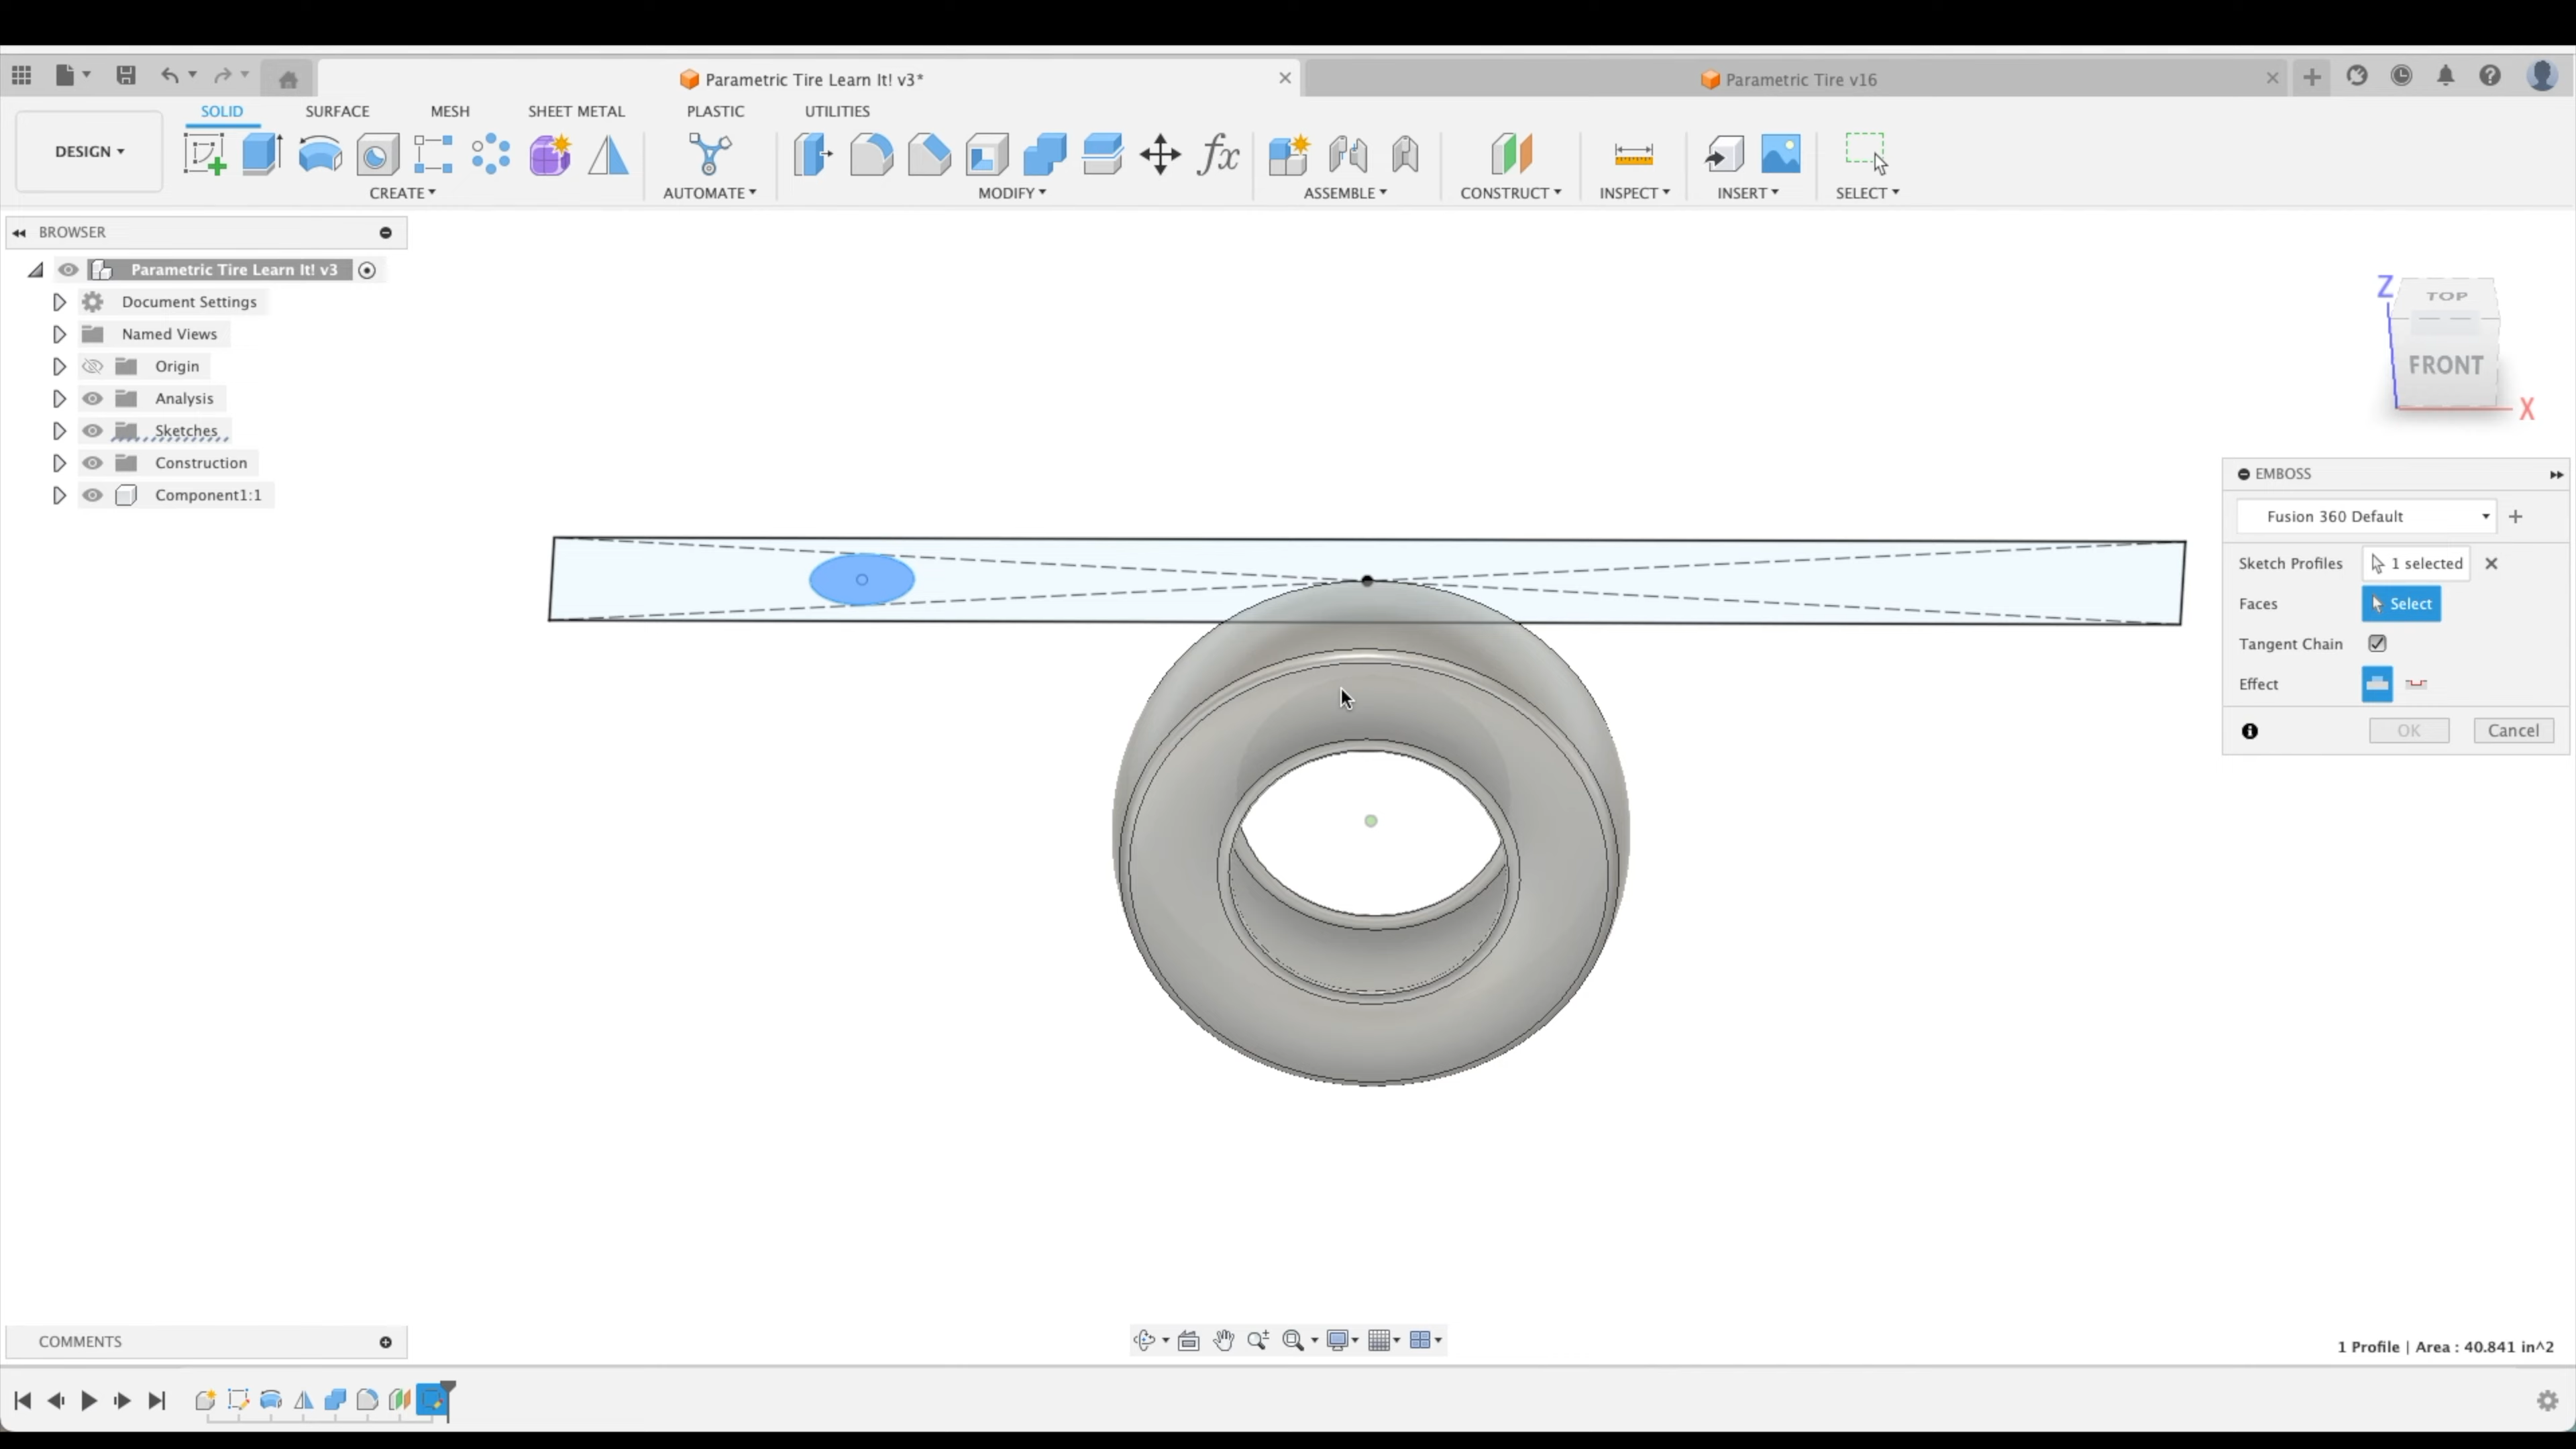 Parametric Tire Learn It! v3*
Parametric Tire v16
SOLID
SURFACE
MESH
SHEET METAL
PLASTIC
UTILITIES
DESIGN
fx
CREATE
AUTOMATE
MODIFY
ASSEMBLE
CONSTRUCT
INSPECT
INSERT
SELECT
BROWSER
Parametric Tire Learn It! v3
Document Settings
Named Views
Origin
Analysis
Sketches
Construction
Component1:1
Z
TOP
FRONT
X
EMBOSS
Fusion 360 Default
Sketch Profiles 1 selected
Faces Select
Tangent Chain
Effect
OK Cancel
COMMENTS
1 Profile | Area : 40.841 in^2